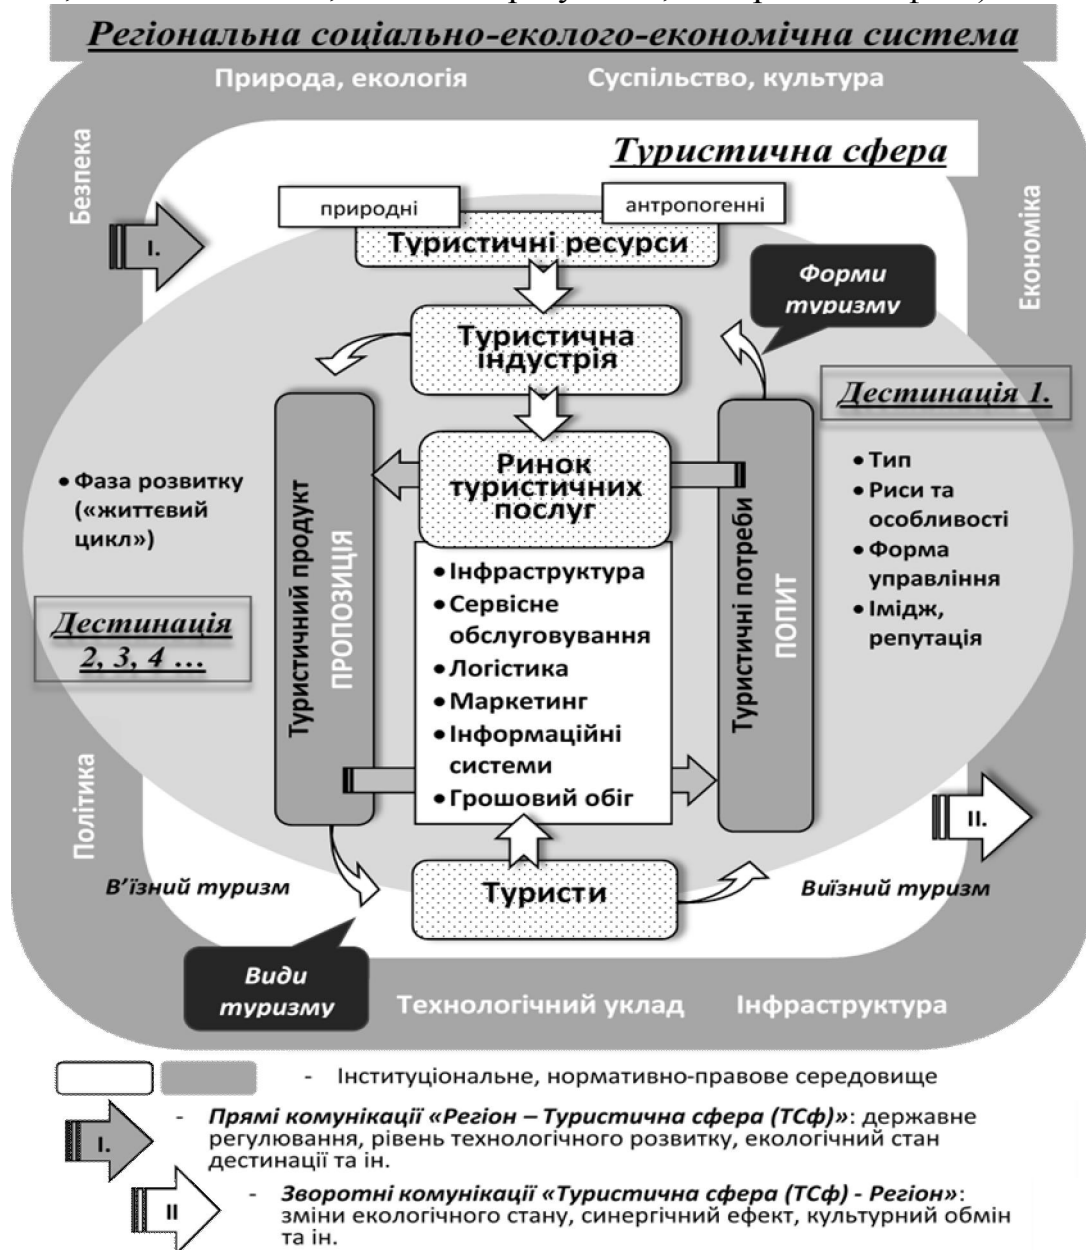 Регіональна соціально-еколого-економічна система
Природа, екологія
Суспільство, культура
Безпека
Туристична сфера
Економіка
природні
антропогенні
Туристичні ресурси
I.
Форми
туризму
Туристична
індустрія
Дестинація 1.
Ринок
туристичних
послуг
• Фаза розвитку
(«життєвий
цикл»)
• Тип
• Риси та
особливості
• Форма
управління
• Імідж,
репутація
Туристичний продукт
ПРОПОЗИЦІЯ
• Інфраструктура
• Сервісне
обслуговування
• Логістика
• Маркетинг
• Інформаційні
системи
• Грошовий обіг
Туристичні потреби
ПОПИТ
Дестинація
2, 3, 4 ...
Політика
II.
В’їзний туризм
Туристи
Виїзний туризм
Види
туризму
Технологічний уклад
Інфраструктура
- Інституціональне, нормативно-правове середовище
I.
- Прямі комунікації «Регіон – Туристична сфера (ТСф)»: державне
регулювання, рівень технологічного розвитку, екологічний стан
дестинації та ін.
II
- Зворотні комунікації «Туристична сфера (ТСф) - Регіон»:
зміни екологічного стану, синергічний ефект, культурний обмін
та ін.